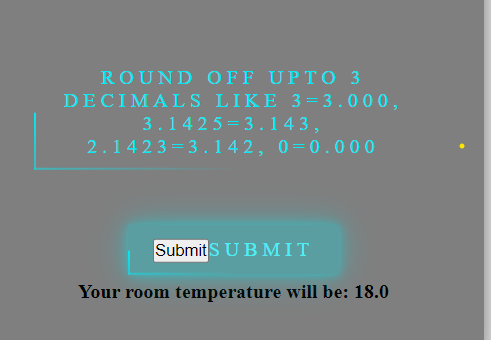 ROUND OFF UPTO 3
DECIMALS LIKE 3=3.000,
3.1425=3.143,
2.1423=3.142, 0=0.000
Submit SUBMIT
Your room temperature will be: 18.0